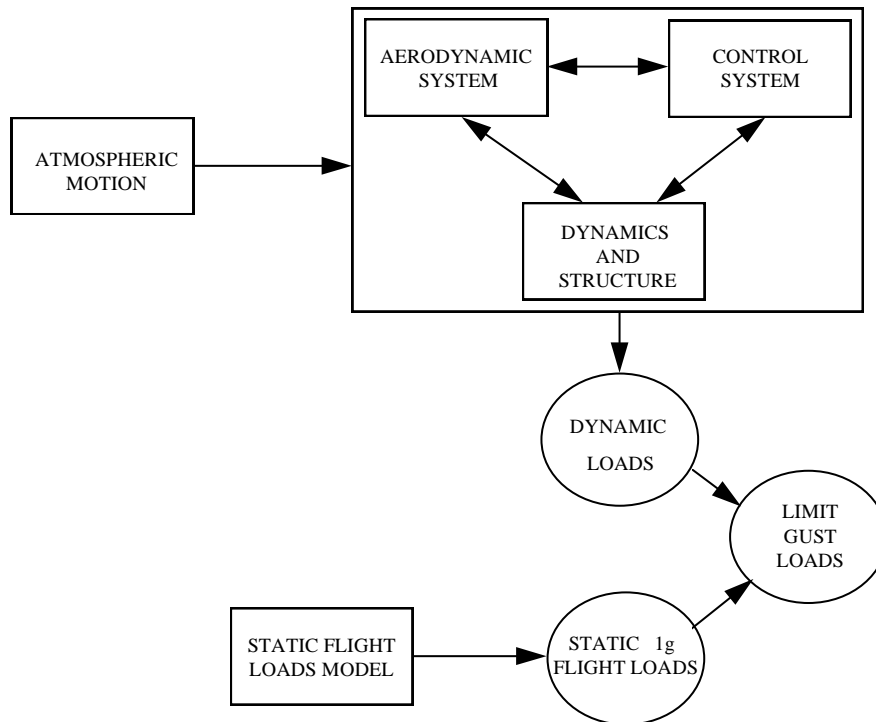 AERODYNAMIC
SYSTEM
CONTROL
SYSTEM
ATMOSPHERIC
MOTION
DYNAMICS
AND
STRUCTURE
DYNAMIC
LOADS
LIMIT
GUST
LOADS
STATIC FLIGHT
LOADS MODEL
STATIC 1g
FLIGHT LOADS